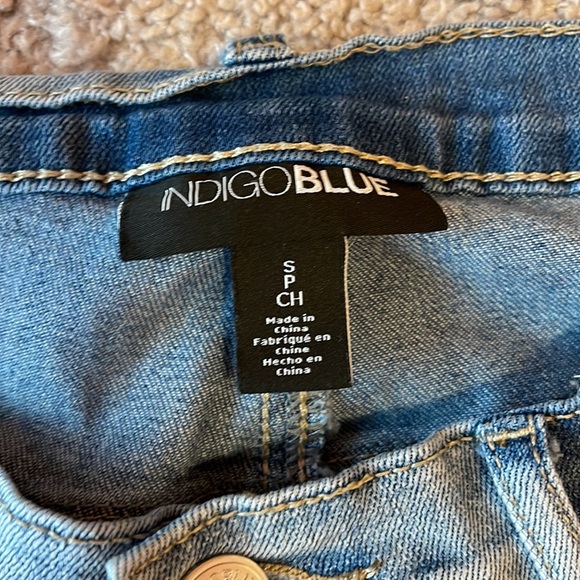 INDIGOBLUE
S
P
CH
Made in
China
Fabriqué en
Chine
Hecho en
China